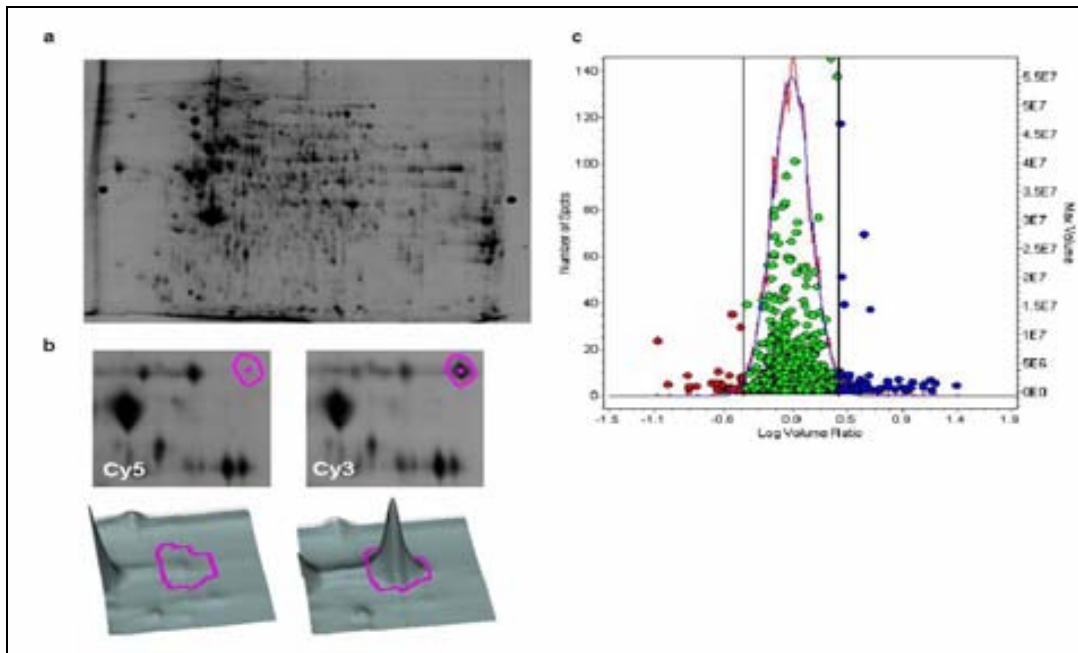 a
c
140
120
100
80
60
40
20
0
Number of Spots
5.5E7
5E7
4.5E7
4E7
3.5E7
3E7
2.5E7
2E7
1.5E7
1E7
5E6
0E0
Max Volume
-1.5 -1.1 -0.6 0.5 0.9 1.4 1.9
Log Volume Ratio
b
Cy5
Cy3